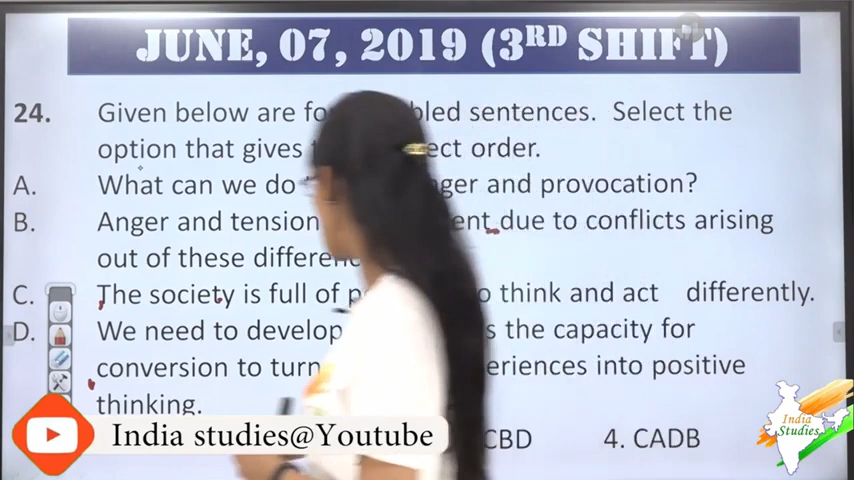 JUNE, 07, 2019 (3RD SHIFT)
24. Given below are bled sentences. Select the
option that gives ect order.
A. What can we do ger and provocation?
B. Anger and tension ent due to conflicts arising
out of these
C. The society is full of o think and act differently.
D. We need to develop s the capacity for
conversion to turn eriences into positive
thinking.
India studies@Youtube
CBD 4. CADB
India
Studies